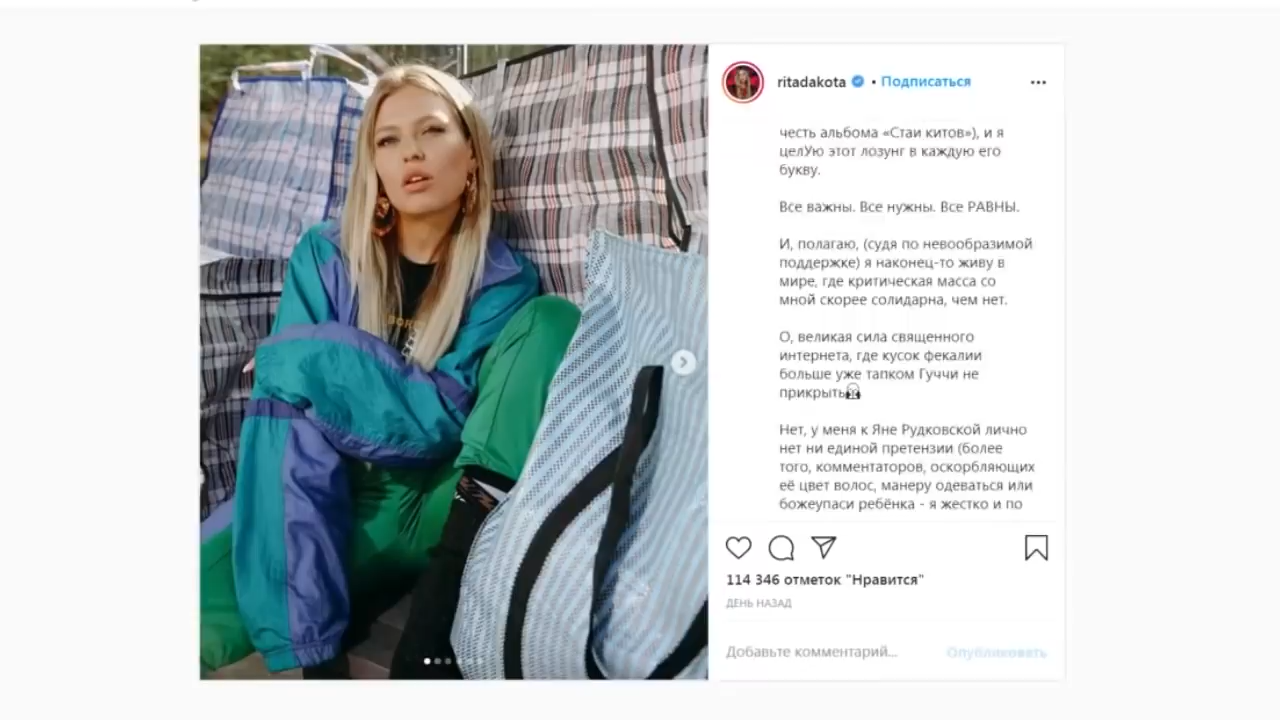 ritadakota • Подписаться
честь альбома «Стаи китов»), и я
целУю этот лозунг в каждую его
букву.
Все важны. Все нужны. Все РАВНЫ.
И, полагаю, (судя по невообразимой
поддержке) я наконец-то живу в
мире, где критическая масса со
мной скорее солидарна, чем нет.
О, великая сила священного
интернета, где кусок фекалии
больше уже тапком Гуччи не
прикрыть
Нет, у меня к Яне Рудковской лично
нет ни единой претензии (более
того, комментаторов, оскорбляющих
её цвет волос, манеру одеваться или
божеупаси ребёнка - я жестко и по
114 346 отметок "Нравится"
ДЕНЬ НАЗАД
Добавьте комментарий... Опубликовать